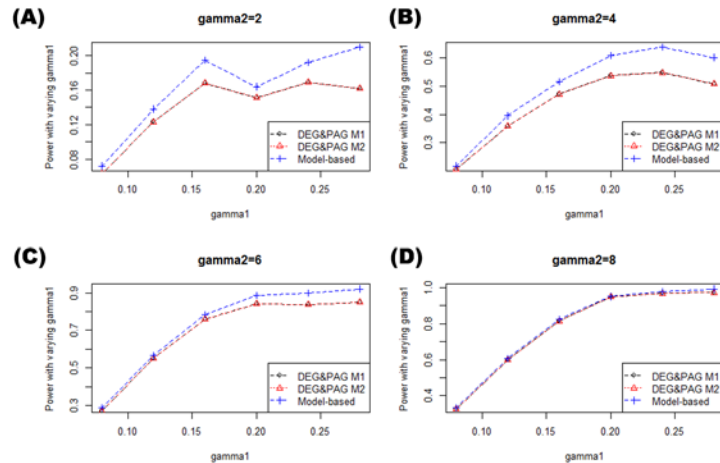 (A)
gamma2=2
Power with varying gamma1
0.08 0.12 0.16 0.20
DEG&PAG M1
DEG&PAG M2
Model-based
0.10 0.15 0.20 0.25
gamma1
(B)
gamma2=4
Power with varying gamma1
0.3 0.4 0.5 0.6
DEG&PAG M1
DEG&PAG M2
Model-based
0.10 0.15 0.20 0.25
gamma1
(C)
gamma2=6
Power with varying gamma1
0.3 0.5 0.7 0.9
DEG&PAG M1
DEG&PAG M2
Model-based
0.10 0.15 0.20 0.25
gamma1
(D)
gamma2=8
Power with varying gamma1
0.4 0.6 0.8 1.0
DEG&PAG M1
DEG&PAG M2
Model-based
0.10 0.15 0.20 0.25
gamma1